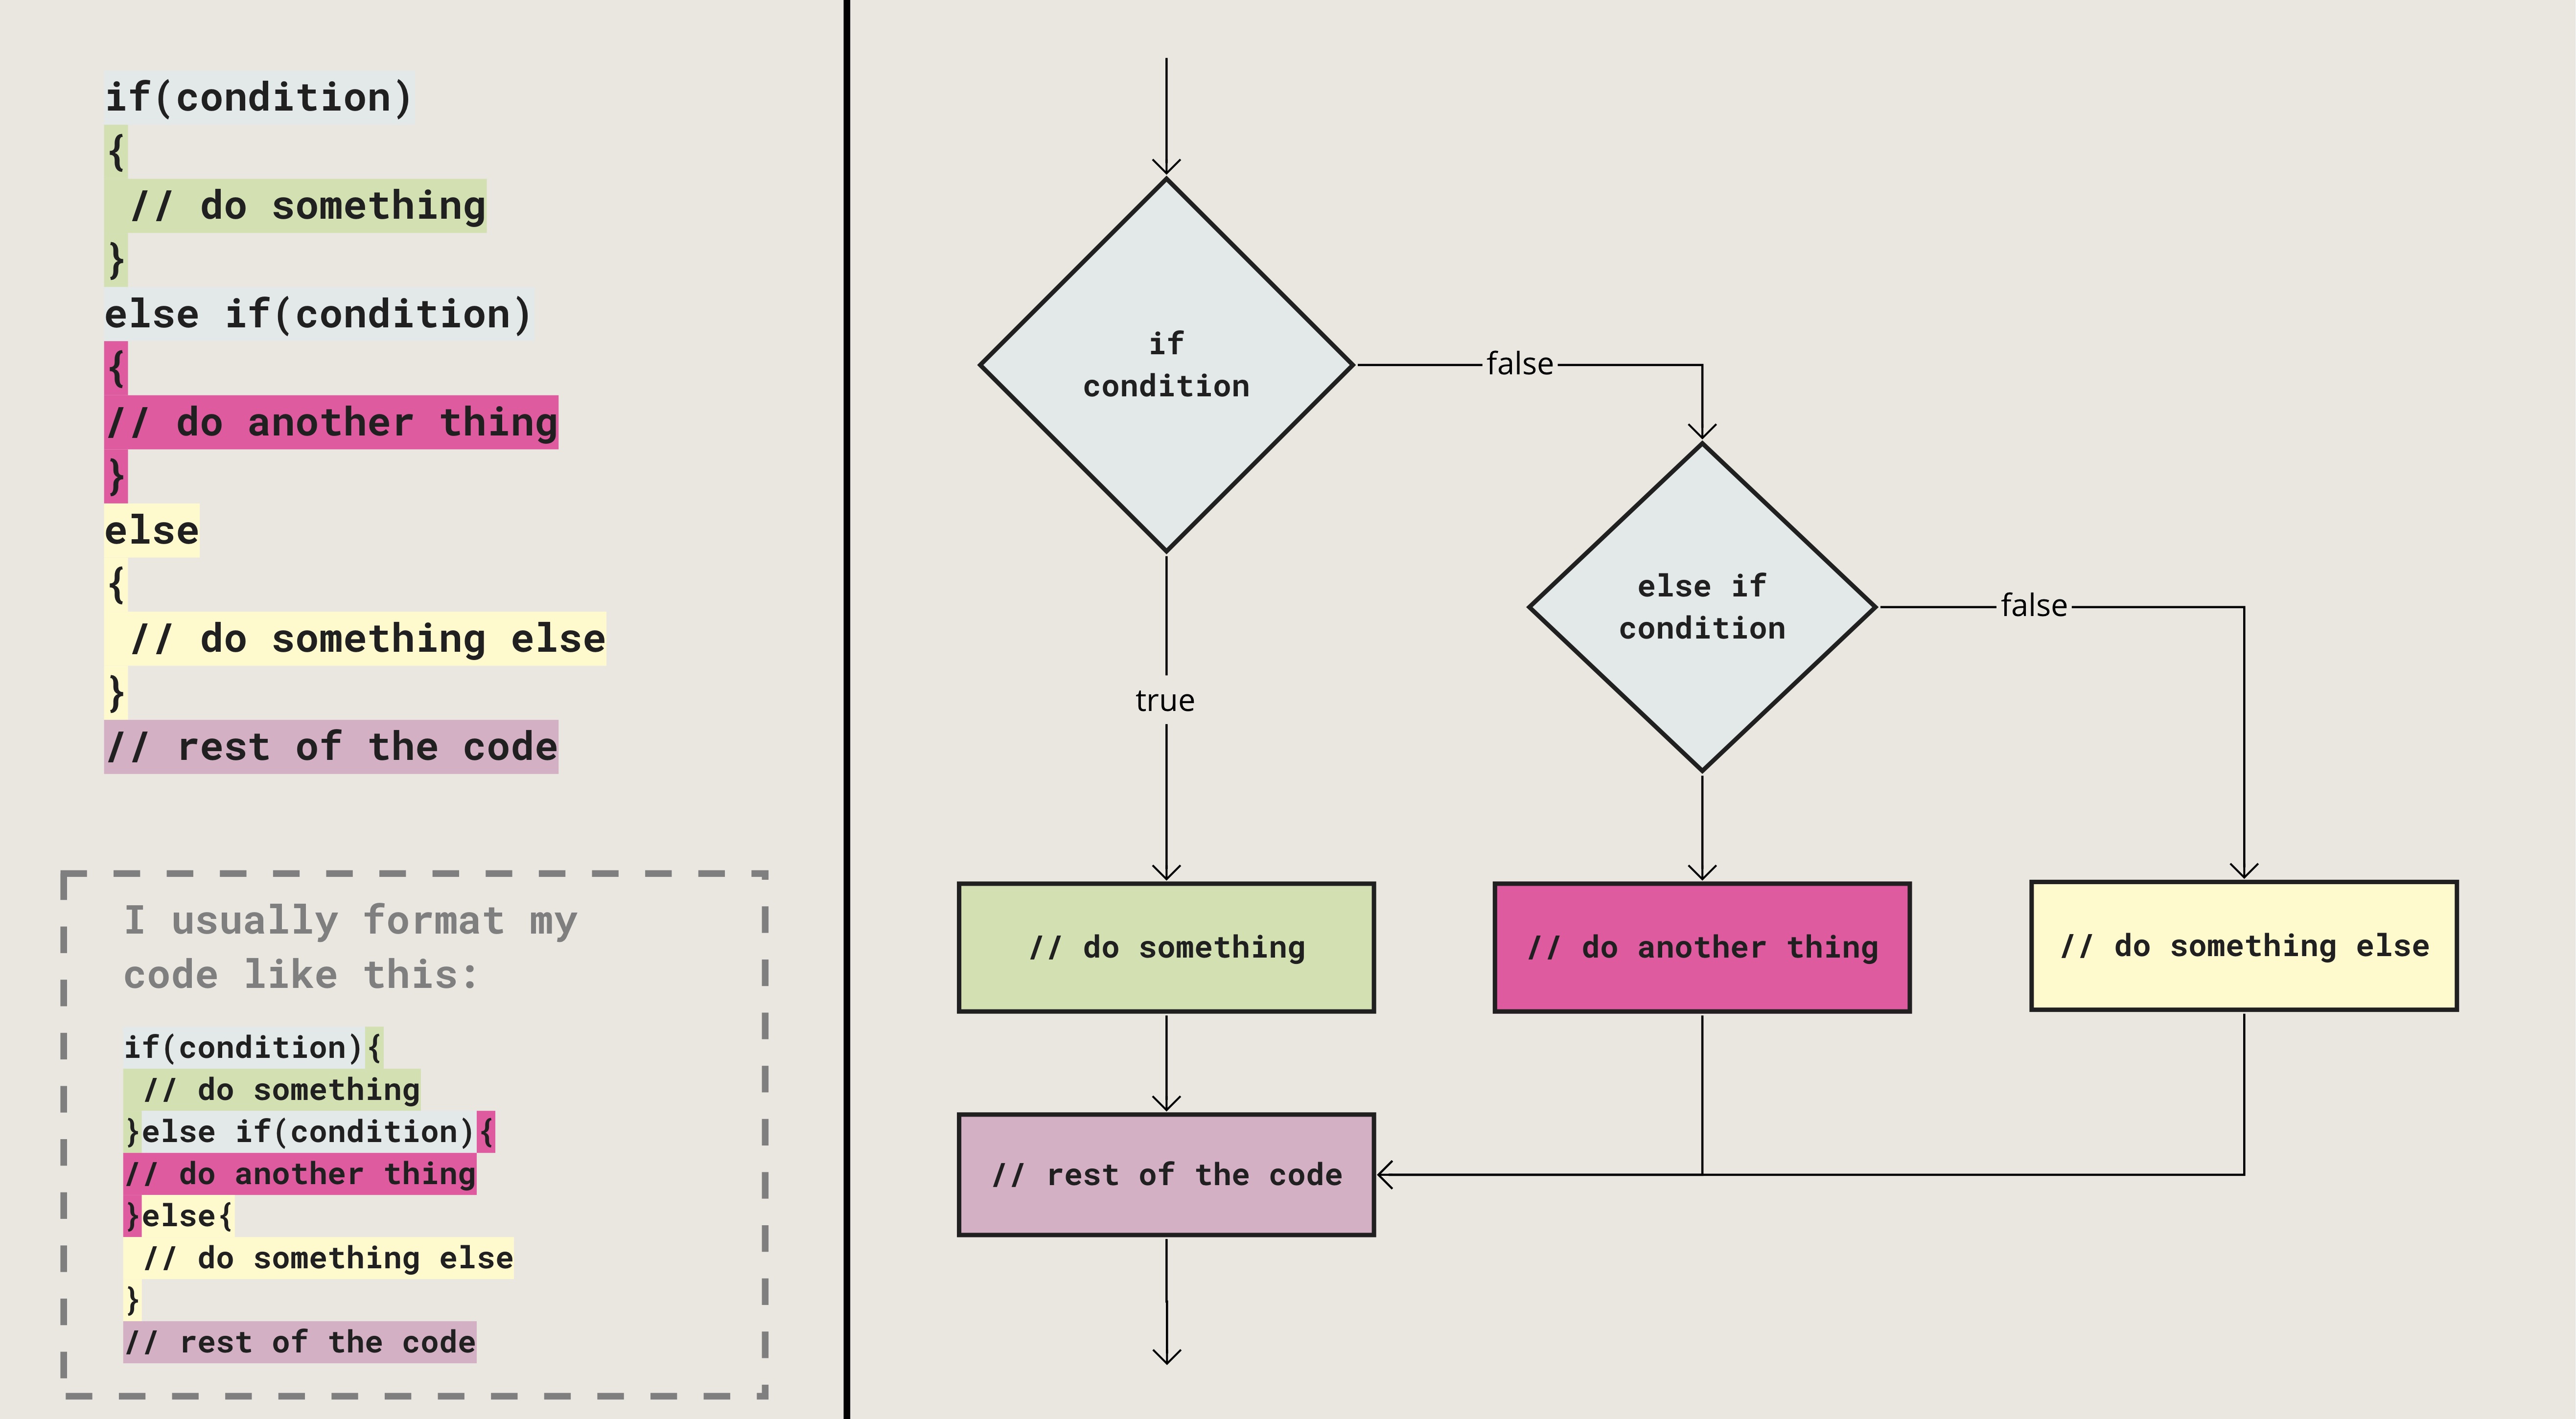 if(condition)
{
 // do something
}
else if(condition)
{
// do another thing
}
else
{
 // do something else
}
// rest of the code
I usually format my
code like this:
if(condition){
 // do something
}else if(condition){
// do another thing
}else{
 // do something else
}
// rest of the code
if
condition
false
else if
condition
false
true
// do something
// do another thing
// do something else
// rest of the code